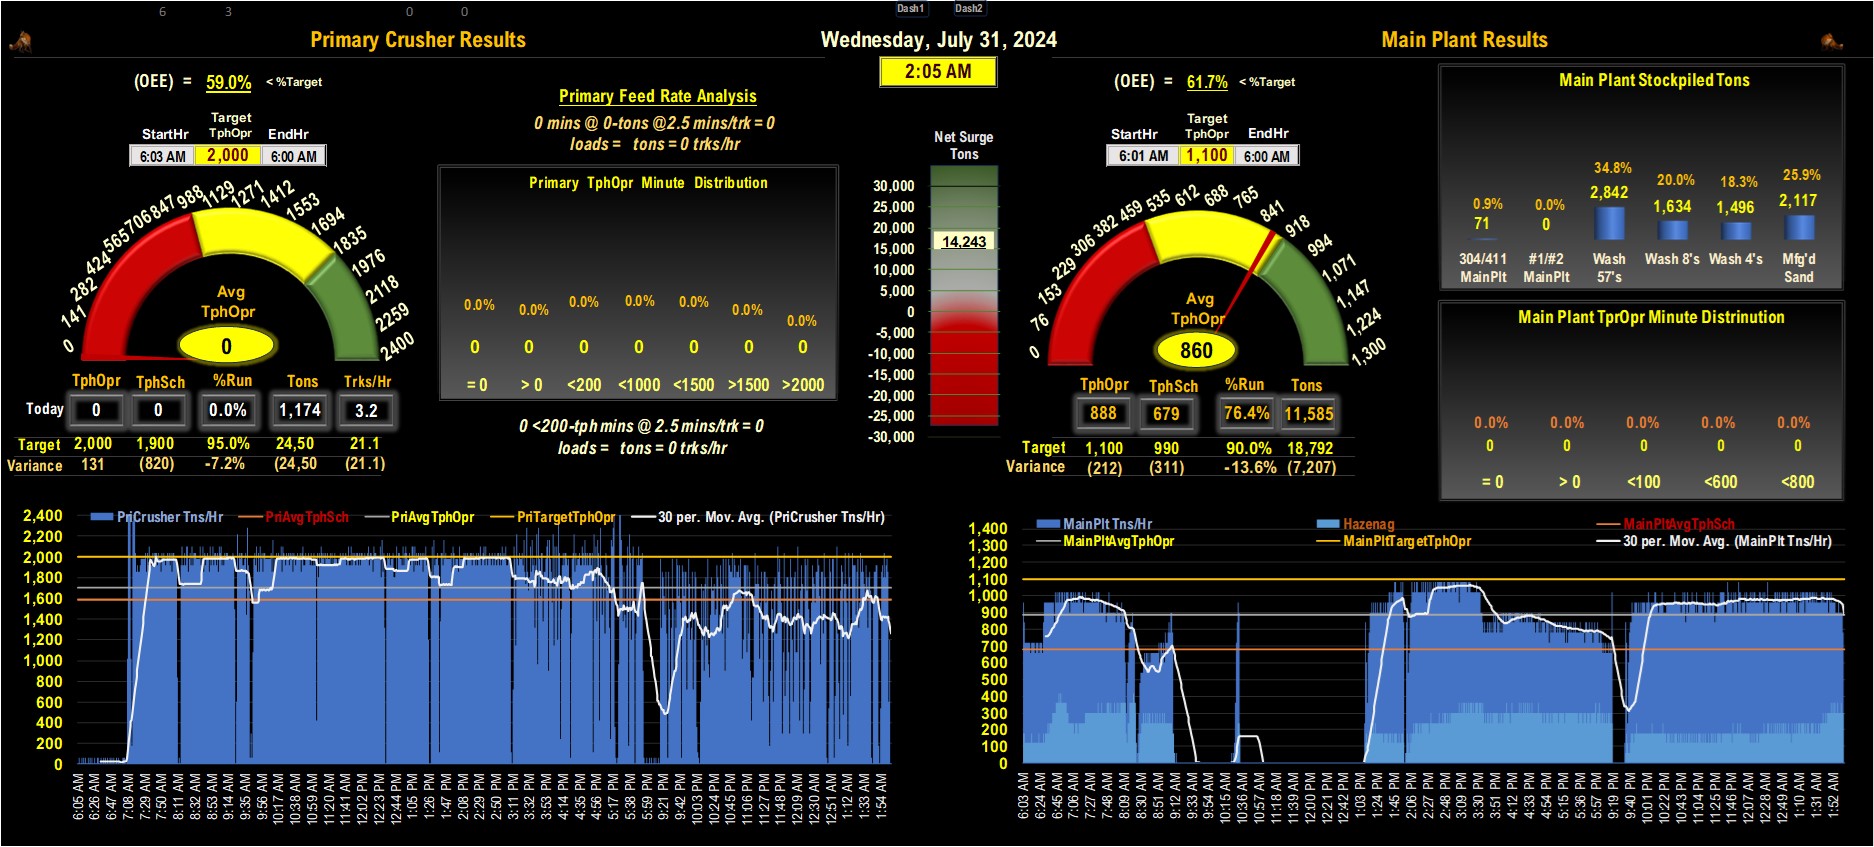 6 3 0 0 Dash1 Dash2
Primary Crusher Results
Wednesday, July 31, 2024
Main Plant Results
2:05 AM
(OEE) = 59.0% < %Target
Target
StartHr TphOpr EndHr
6:03 AM 2,000 6:00 AM
0 141 282 424 565 706 847 988 1129 1271 1412 1553 1694 1835 1976 2118 2259 2400
Avg
TphOpr
0
TphOpr TphSch %Run Tons Trks/Hr
Today 0 0 0.0% 1,174 3.2
Target 2,000 1,900 95.0% 24,50 21.1
Variance 131 (820) -7.2% (24,50 (21.1)
Primary Feed Rate Analysis
0 mins @ 0-tons @2.5 mins/trk = 0
loads = tons = 0 trks/hr
Primary TphOpr Minute Distribution
0.0% 0.0% 0.0% 0.0% 0.0% 0.0% 0.0%
0 0 0 0 0 0 0
= 0 > 0 <200 <1000 <1500 >1500 >2000
0 <200-tph mins @ 2.5 mins/trk = 0
loads = tons = 0 trks/hr
Net Surge
Tons
30,000
25,000
20,000
14,243
15,000
10,000
5,000
0
-5,000
-10,000
-15,000
-20,000
-25,000
-30,000
(OEE) = 61.7% < %Target
Target
StartHr TphOpr EndHr
6:01 AM 1,100 6:00 AM
0 76 153 229 306 382 459 535 612 688 765 841 918 994 1,071 1,147 1,224 1,300
Avg
TphOpr
860
TphOpr TphSch %Run Tons
888 679 76.4% 11,585
Target 1,100 990 90.0% 18,792
Variance (212) (311) -13.6% (7,207)
Main Plant Stockpiled Tons
0.9% 0.0% 34.8% 20.0% 18.3% 25.9%
71 0 2,842 1,634 1,496 2,117
304/411 #1/#2 Wash Wash 8's Wash 4's Mfg'd
MainPlt MainPlt 57's Sand
Main Plant TprOpr Minute Distrinution
0.0% 0.0% 0.0% 0.0% 0.0%
0 0 0 0 0
= 0 > 0 <100 <600 <800
PriCrusher Tns/Hr PriAvgTphSch PriAvgTphOpr PriTargetTphOpr 30 per. Mov. Avg. (PriCrusher Tns/Hr)
2,400
2,200
2,000
1,800
1,600
1,400
1,200
1,000
800
600
400
200
0
6:05 AM 6:26 AM 6:47 AM 7:08 AM 7:29 AM 7:50 AM 8:11 AM 8:32 AM 8:53 AM 9:14 AM 9:35 AM 9:56 AM 10:17 AM 10:38 AM 10:59 AM 11:20 AM 11:41 AM 12:02 PM 12:23 PM 12:44 PM 1:05 PM 1:26 PM 1:47 PM 2:08 PM 2:29 PM 2:50 PM 3:11 PM 3:32 PM 3:53 PM 4:14 PM 4:35 PM 4:56 PM 5:17 PM 5:38 PM 5:59 PM 9:21 PM 9:42 PM 10:03 PM 10:24 PM 10:45 PM 11:06 PM 11:27 PM 11:48 PM 12:09 AM 12:30 AM 12:51 AM 1:12 AM 1:33 AM 1:54 AM
MainPlt Tns/Hr Hazenag MainPltAvgTphSch
MainPltAvgTphOpr MainPltTargetTphOpr 30 per. Mov. Avg. (MainPlt Tns/Hr)
1,400
1,300
1,200
1,100
1,000
900
800
700
600
500
400
300
200
100
0
6:03 AM 6:24 AM 6:45 AM 7:06 AM 7:27 AM 7:48 AM 8:09 AM 8:30 AM 8:51 AM 9:12 AM 9:33 AM 9:54 AM 10:15 AM 10:36 AM 10:57 AM 11:18 AM 11:39 AM 12:00 PM 12:21 PM 12:42 PM 1:03 PM 1:24 PM 1:45 PM 2:06 PM 2:27 PM 2:48 PM 3:09 PM 3:30 PM 3:51 PM 4:12 PM 4:33 PM 4:54 PM 5:15 PM 5:36 PM 5:57 PM 9:19 PM 9:40 PM 10:01 PM 10:22 PM 10:43 PM 11:04 PM 11:25 PM 11:46 PM 12:07 AM 12:28 AM 12:49 AM 1:10 AM 1:31 AM 1:52 AM